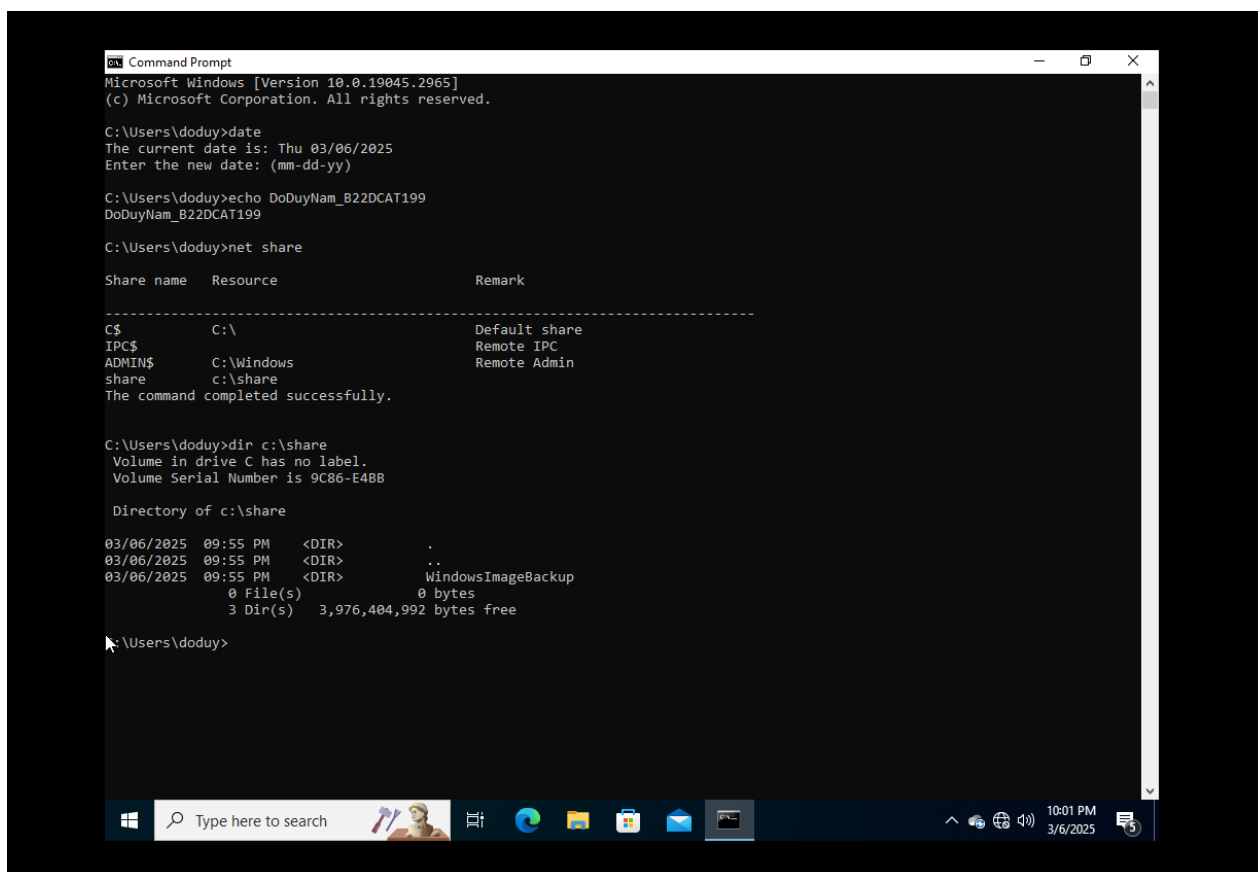 Command Prompt
Microsoft Windows [Version 10.0.19045.2965]
(c) Microsoft Corporation. All rights reserved.
C:\Users\doduy>date
The current date is: Thu 03/06/2025
Enter the new date: (mm-dd-yy)
C:\Users\doduy>echo DoDuyNam_B22DCAT199
DoDuyNam_B22DCAT199
C:\Users\doduy>net share
Share name   Resource                        Remark
-------------------------------------------------------------------------------
C$           C:\                             Default share
IPC$                                         Remote IPC
ADMIN$       C:\Windows                      Remote Admin
share        c:\share
The command completed successfully.
C:\Users\doduy>dir c:\share
Volume in drive C has no label.
Volume Serial Number is 9C86-E4BB
Directory of c:\share
03/06/2025  09:55 PM    <DIR>          .
03/06/2025  09:55 PM    <DIR>          ..
03/06/2025  09:55 PM    <DIR>          WindowsImageBackup
0 File(s)              0 bytes
3 Dir(s)   3,976,404,992 bytes free
:\Users\doduy>
Type here to search
10:01 PM
3/6/2025
5